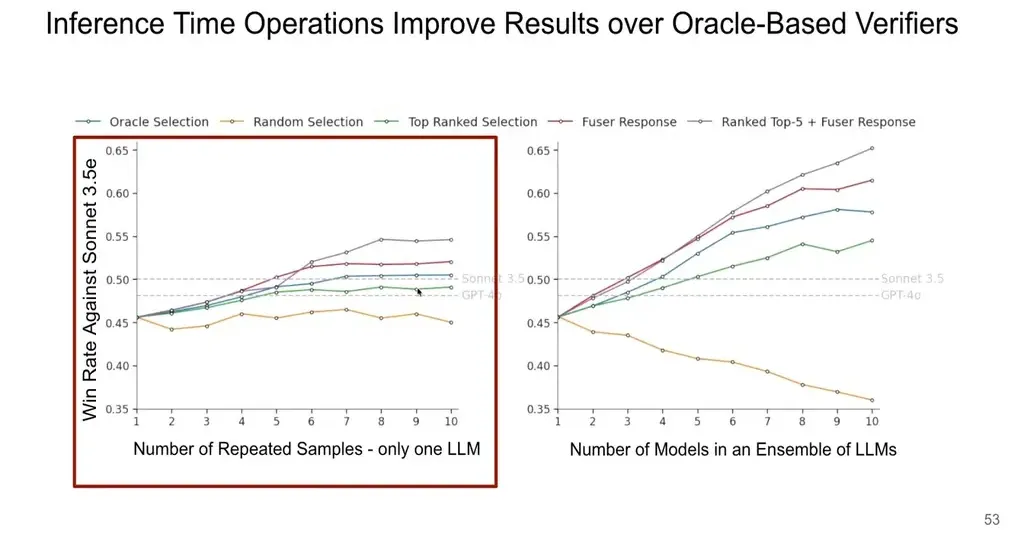 Inference Time Operations Improve Results over Oracle-Based Verifiers
Oracle Selection Random Selection Top Ranked Selection Fuser Response Ranked Top-5 + Fuser Response
Win Rate Against Sonnet 3.5e
0.65
0.60
0.55
0.50
0.45
0.40
0.35
Sonnet 3.5
GPT-4o
1 2 3 4 5 6 7 8 9 10
Number of Repeated Samples - only one LLM
0.65
0.60
0.55
0.50
0.45
0.40
0.35
Sonnet 3.5
GPT-4o
1 2 3 4 5 6 7 8 9 10
Number of Models in an Ensemble of LLMs
53